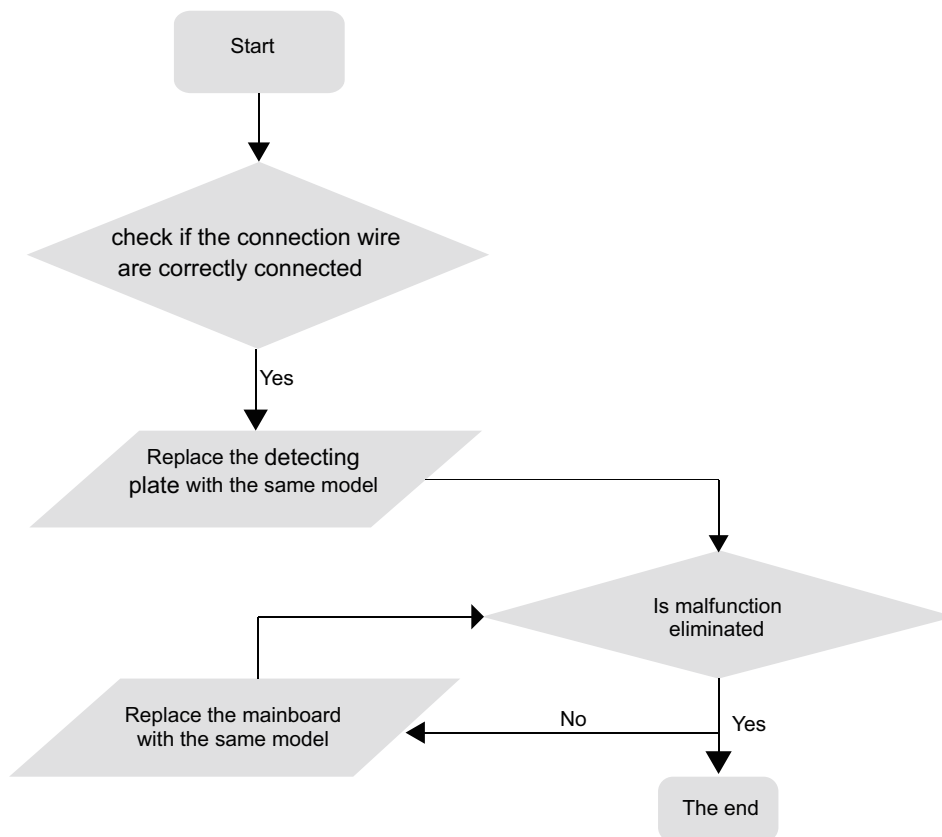 Start
check if the connection wire
are correctly connected
Yes
Replace the detecting
plate with the same model
Is malfunction
eliminated
Replace the mainboard
with the same model
No
Yes
The end